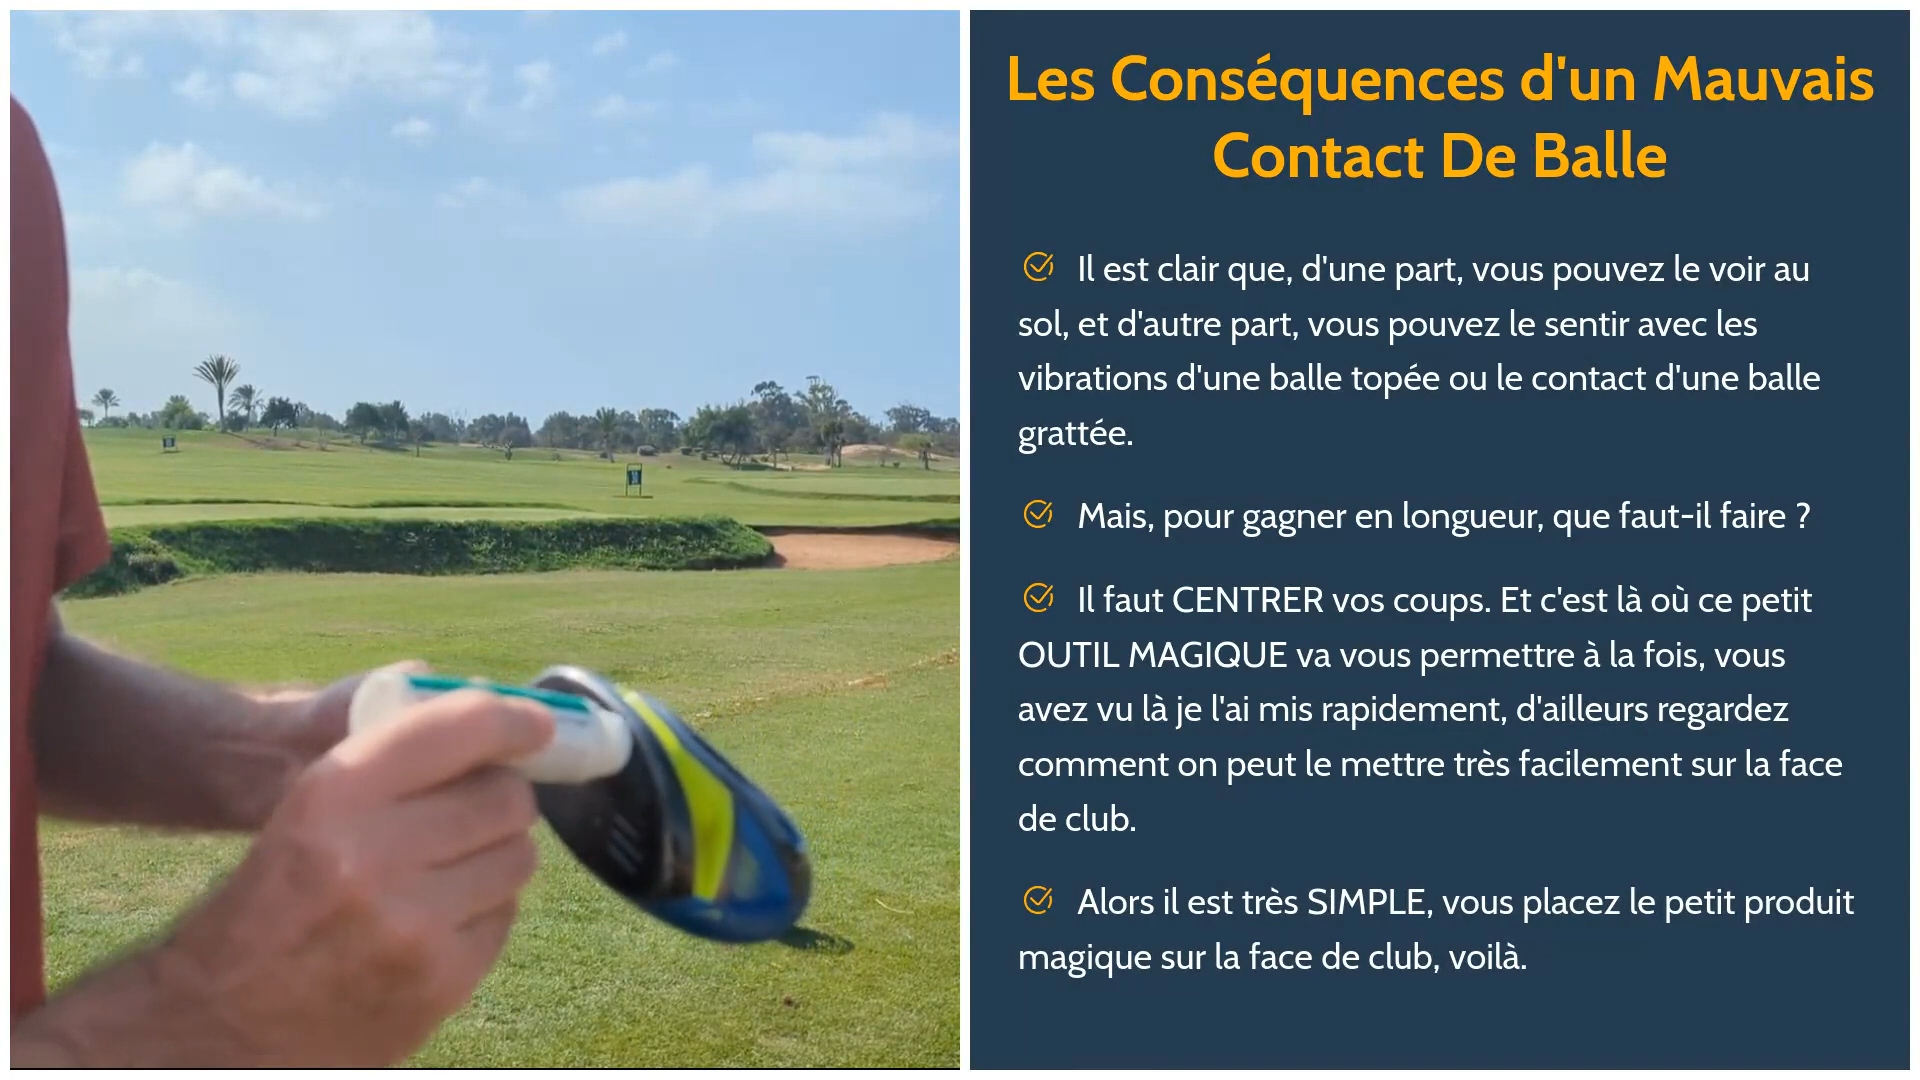 Les Conséquences d'un Mauvais
Contact De Balle
Il est clair que, d'une part, vous pouvez le voir au
sol, et d'autre part, vous pouvez le sentir avec les
vibrations d'une balle topée ou le contact d'une balle
grattée.
Mais, pour gagner en longueur, que faut-il faire ?
Il faut CENTRER vos coups. Et c'est là où ce petit
OUTIL MAGIQUE va vous permettre à la fois, vous
avez vu là je l'ai mis rapidement, d'ailleurs regardez
comment on peut le mettre très facilement sur la face
de club.
Alors il est très SIMPLE, vous placez le petit produit
magique sur la face de club, voilà.